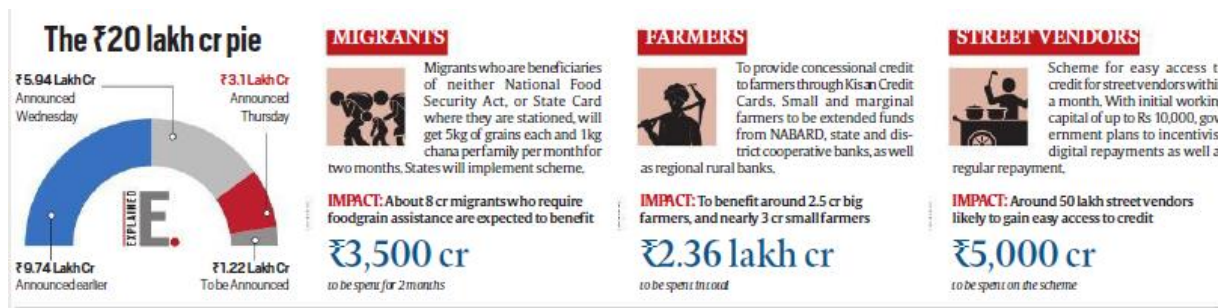 The ₹20 lakh cr pie
₹5.94 Lakh Cr
Announced
Wednesday
₹3.1 Lakh Cr
Announced
Thursday
EXPLAINED
E.
₹9.74 Lakh Cr
Announced earlier
₹1.22 Lakh Cr
To be Announced
MIGRANTS
Migrants who are beneficiaries
of neither National Food
Security Act, or State Card
where they are stationed, will
get 5kg of grains each and 1kg
chana per family per month for
two months. States will implement scheme.
IMPACT: About 8 cr migrants who require
foodgrain assistance are expected to benefit
₹3,500 cr
to be spent for 2 months
FARMERS
To provide concessional credit
to farmers through Kisan Credit
Cards. Small and marginal
farmers to be extended funds
from NABARD, state and dis-
trict cooperative banks, as well
as regional rural banks.
IMPACT: To benefit around 2.5 cr big
farmers, and nearly 3 cr small farmers
₹2.36 lakh cr
to be spent in total
STREET VENDORS
Scheme for easy access t
credit for street vendors withi
a month. With initial workin
capital of up to Rs 10,000, gov
ernment plans to incentivis
digital repayments as well a
regular repayment.
IMPACT: Around 50 lakh street vendors
likely to gain easy access to credit
₹5,000 cr
to be spent on the scheme